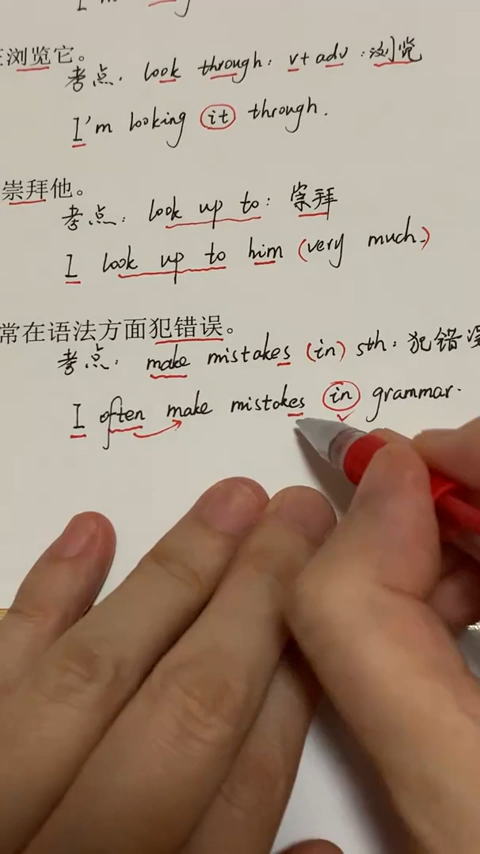 I'm
浏览它。
考点: look through: v+adv:浏览
I'm looking it through.
崇拜他。
考点: look up to: 崇拜
I look up to him (very much.)
常在语法方面犯错误。
考点: make mistakes (in) sth: 犯错误
I often make mistakes in grammar.